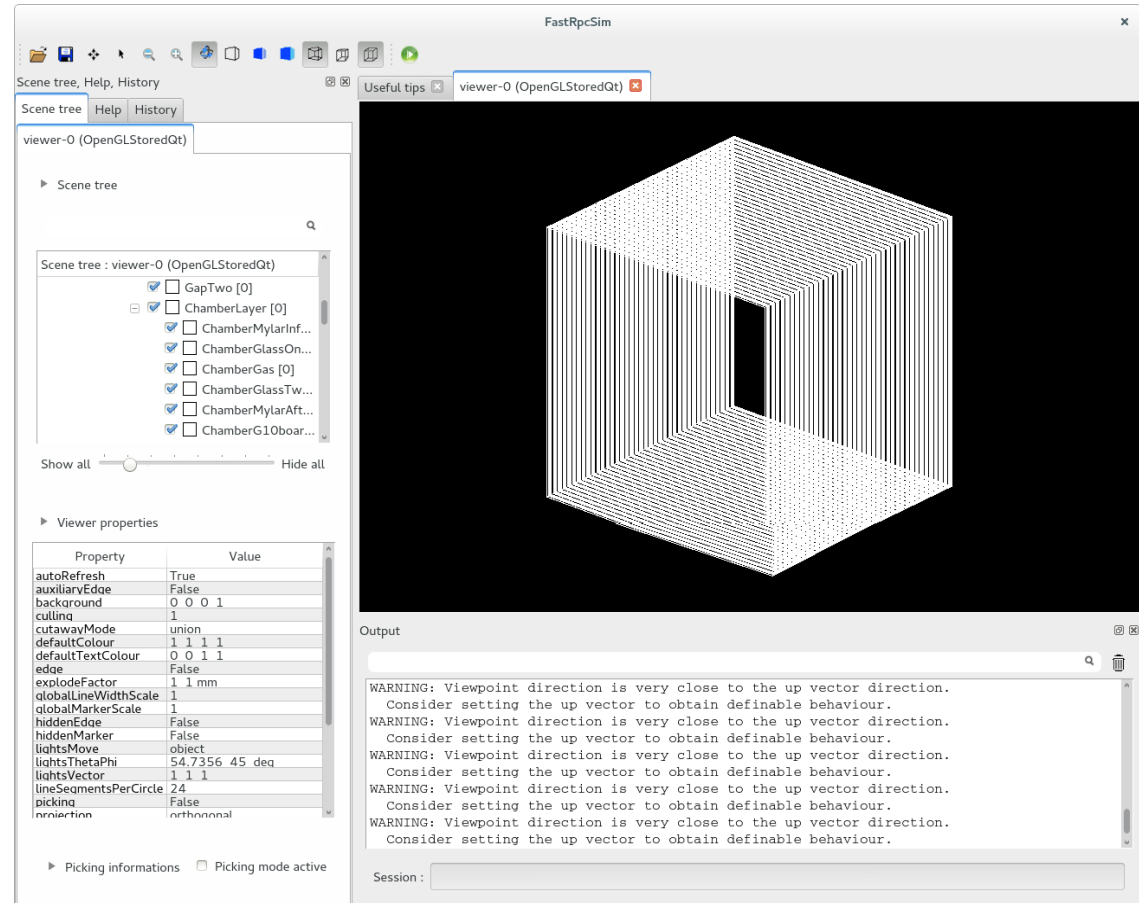 FastRpcSim
Scene tree, Help, History
Useful tips
viewer-0 (OpenGLStoredQt)
Scene tree
Help
History
viewer-0 (OpenGLStoredQt)
Scene tree
Scene tree : viewer-0 (OpenGLStoredQt)
GapTwo [0]
ChamberLayer [0]
ChamberMylarInf...
ChamberGlassOn...
ChamberGas [0]
ChamberGlassTw...
ChamberMylarAft...
ChamberG10boar...
Show all
Hide all
Viewer properties
Property Value
autoRefresh True
auxiliaryEdge False
background 0 0 0 1
culling 1
cutawayMode union
defaultColour 1 1 1 1
defaultTextColour 0 0 1 1
edge False
explodeFactor 1 1 mm
globalLineWidthScale 1
globalMarkerScale 1
hiddenEdge False
hiddenMarker False
lightsMove object
lightsThetaPhi 54.7356 45 deg
lightsVector 1 1 1
lineSegmentsPerCircle 24
picking False
projection orthogonal
Picking informations
Picking mode active
Output
WARNING: Viewpoint direction is very close to the up vector direction.
Consider setting the up vector to obtain definable behaviour.
WARNING: Viewpoint direction is very close to the up vector direction.
Consider setting the up vector to obtain definable behaviour.
WARNING: Viewpoint direction is very close to the up vector direction.
Consider setting the up vector to obtain definable behaviour.
WARNING: Viewpoint direction is very close to the up vector direction.
Consider setting the up vector to obtain definable behaviour.
WARNING: Viewpoint direction is very close to the up vector direction.
Consider setting the up vector to obtain definable behaviour.
Session :